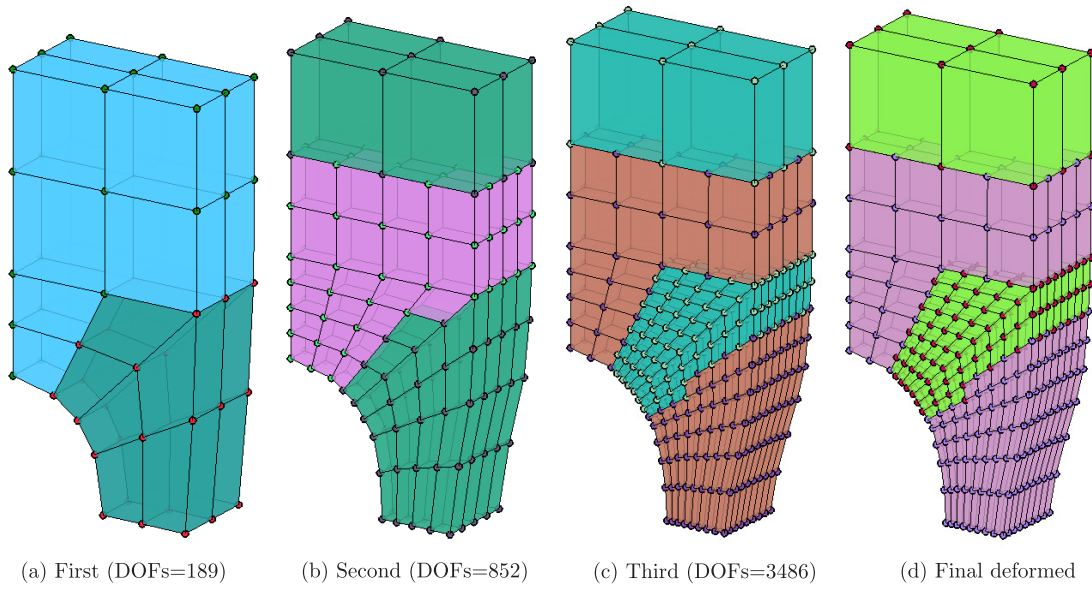 (a) First (DOFs=189)
(b) Second (DOFs=852)
(c) Third (DOFs=3486)
(d) Final deformed